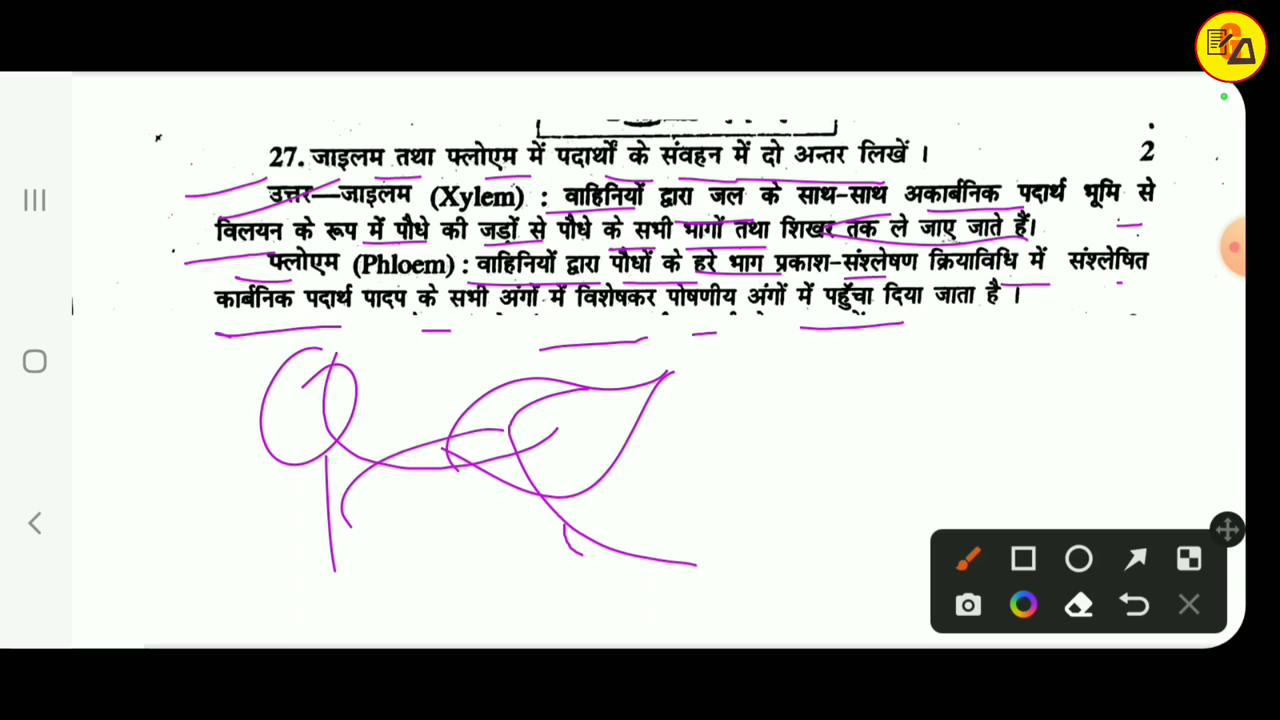 27. जाइलम तथा फ्लोएम में पदार्थों के संवहन में दो अन्तर लिखें । 2
उत्तर—जाइलम (Xylem) : वाहिनियों द्वारा जल के साथ-साथ अकार्बनिक पदार्थ भूमि से
विलयन के रूप में पौधे की जड़ों से पौधे के सभी भागों तथा शिखर तक ले जाए जाते हैं।
फ्लोएम (Phloem) : वाहिनियों द्वारा पौधों के हरे भाग प्रकाश-संश्लेषण क्रियाविधि में संश्लेषित
कार्बनिक पदार्थ पादप के सभी अंगों में विशेषकर पोषणीय अंगों में पहुँचा दिया जाता है ।